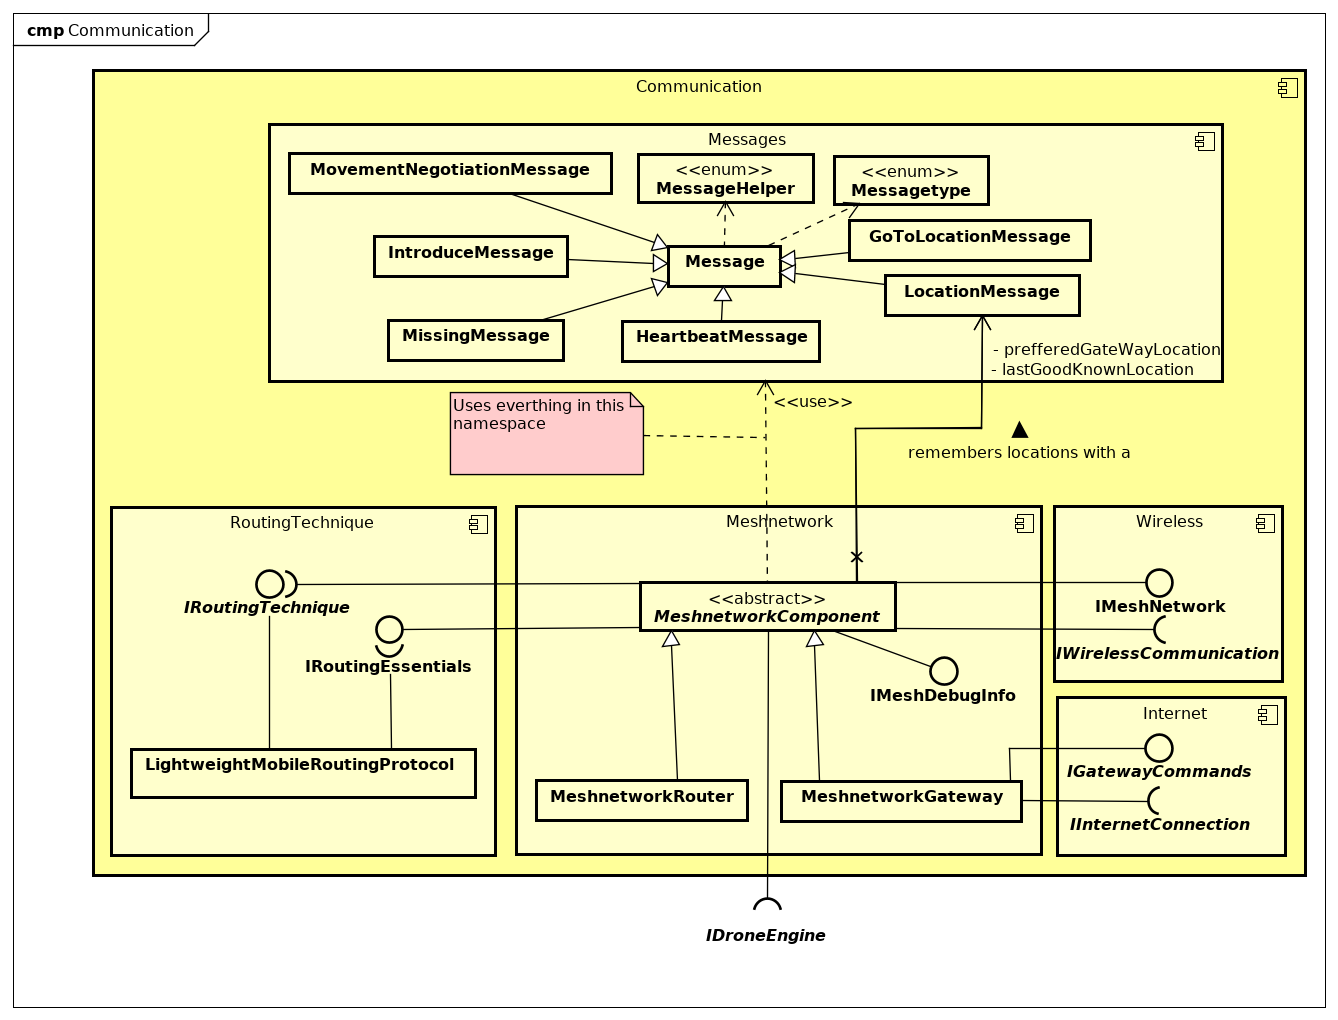 cmp Communication
Communication
Messages
MovementNegotiationMessage
<<enum>>
MessageHelper
<<enum>>
Messagetype
GoToLocationMessage
IntroduceMessage
Message
LocationMessage
MissingMessage
HeartbeatMessage
- prefferedGateWayLocation
- lastGoodKnownLocation
Uses everthing in this
namespace
<<use>>
remembers locations with a
RoutingTechnique
Meshnetwork
Wireless
IRoutingTechnique
IRoutingEssentials
<<abstract>>
MeshnetworkComponent
IMeshNetwork
IWirelessCommunication
IMeshDebugInfo
Internet
IGatewayCommands
IInternetConnection
LightweightMobileRoutingProtocol
MeshnetworkRouter
MeshnetworkGateway
IDroneEngine